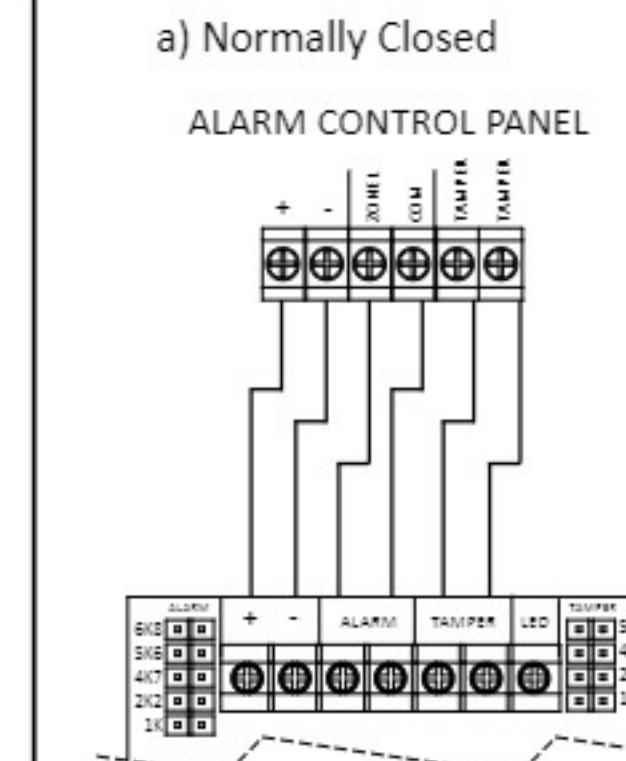 a) Normally Closed
ALARM CONTROL PANEL
+ - ZONE1 COM TAMPER TAMPER
ALARM + - ALARM TAMPER LED TAMPER
6K8
5K6
4K7
2K2
1K